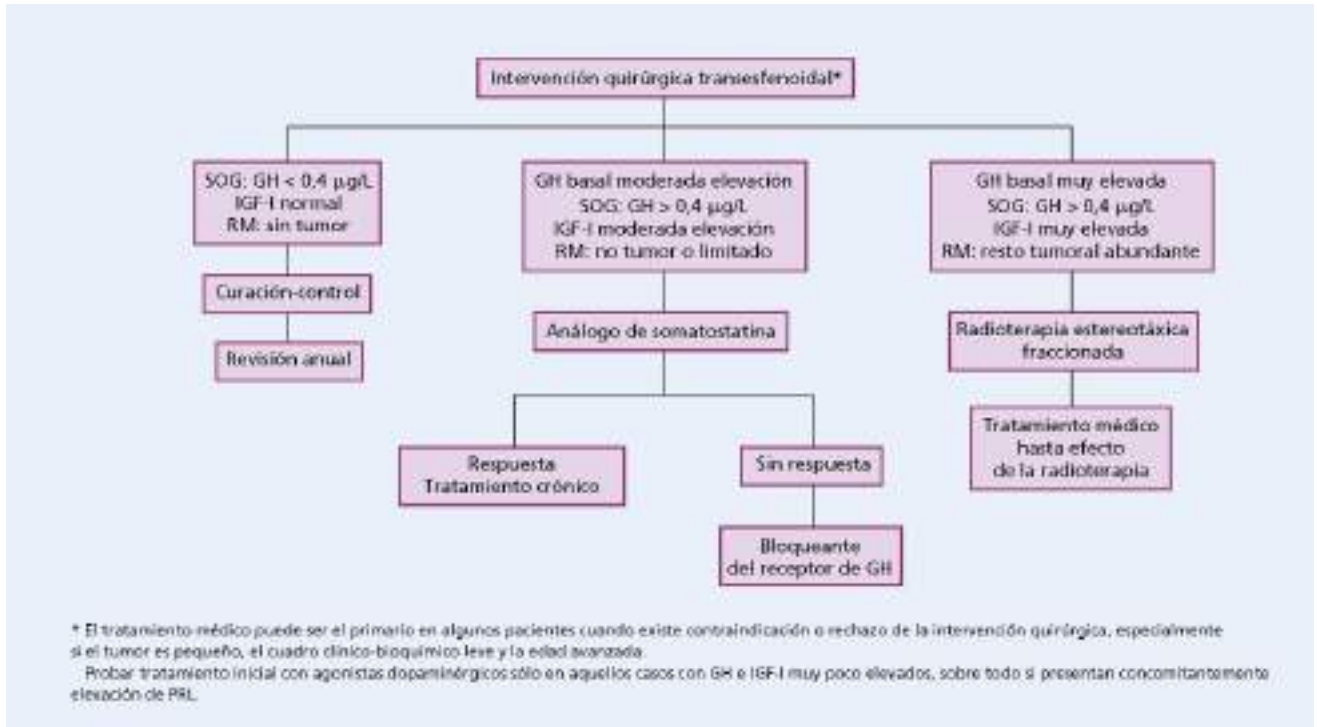 Intervención quirúrgica transesfenoidal*
SOG: GH < 0,4 µg/L
IGF-I normal
RM: sin tumor
GH basal moderada elevación
SOG: GH > 0,4 µg/L
IGF-I moderada elevación
RM: no tumor o limitado
GH basal muy elevada
SOG: GH > 0,4 µg/L
IGF-I muy elevada
RM: resto tumoral abundante
Curación-control
Revisión anual
Análogo de somatostatina
Radioterapia estereotáxica
fraccionada
Respuesta
Tratamiento crónico
Sin respuesta
Tratamiento médico
hasta efecto
de la radioterapia
Bloqueante
del receptor de GH
* El tratamiento médico puede ser el primario en algunos pacientes cuando existe contraindicación o rechazo de la intervención quirúrgica, especialmente
si el tumor es pequeño, el cuadro clínico-bioquímico leve y la edad avanzada.
Probar tratamiento inicial con agonistas dopaminérgicos sólo en aquellos casos con GH e IGF-I muy poco elevados, sobre todo si presentan concomitantemente
elevación de PRL.